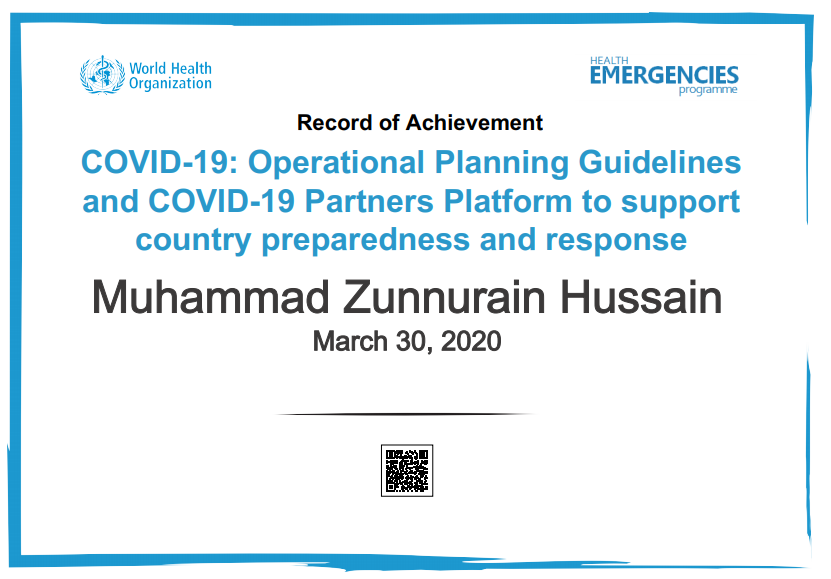 World Health
Organization
HEALTH
EMERGENCIES
programme
Record of Achievement
COVID-19: Operational Planning Guidelines
and COVID-19 Partners Platform to support
country preparedness and response
Muhammad Zunnurain Hussain
March 30, 2020